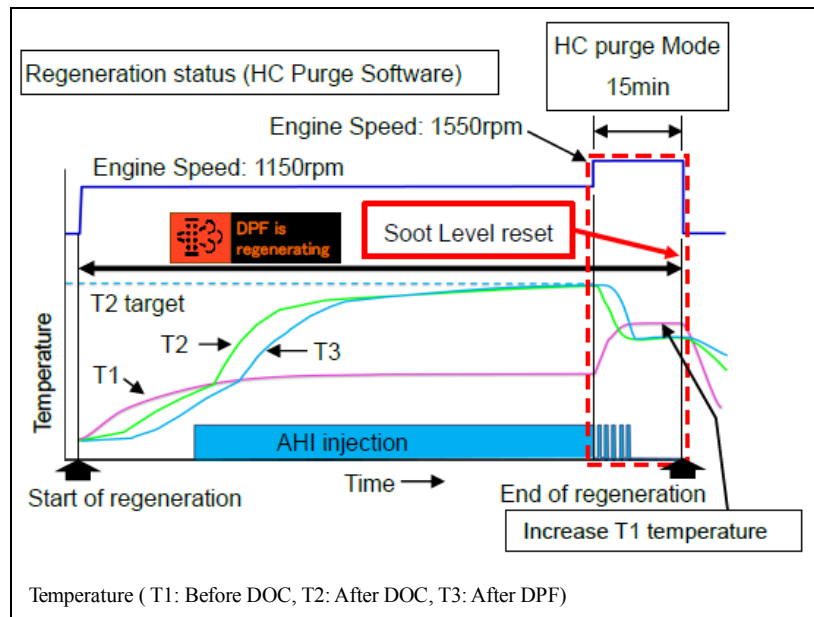 HC purge Mode
15min
Regeneration status (HC Purge Software)
Engine Speed: 1550rpm
Engine Speed: 1150rpm
DPF is
regenerating
Soot Level reset
T2 target
T2
T3
T1
Temperature
AHI injection
Time
Start of regeneration
End of regeneration
Increase T1 temperature
Temperature ( T1: Before DOC, T2: After DOC, T3: After DPF)